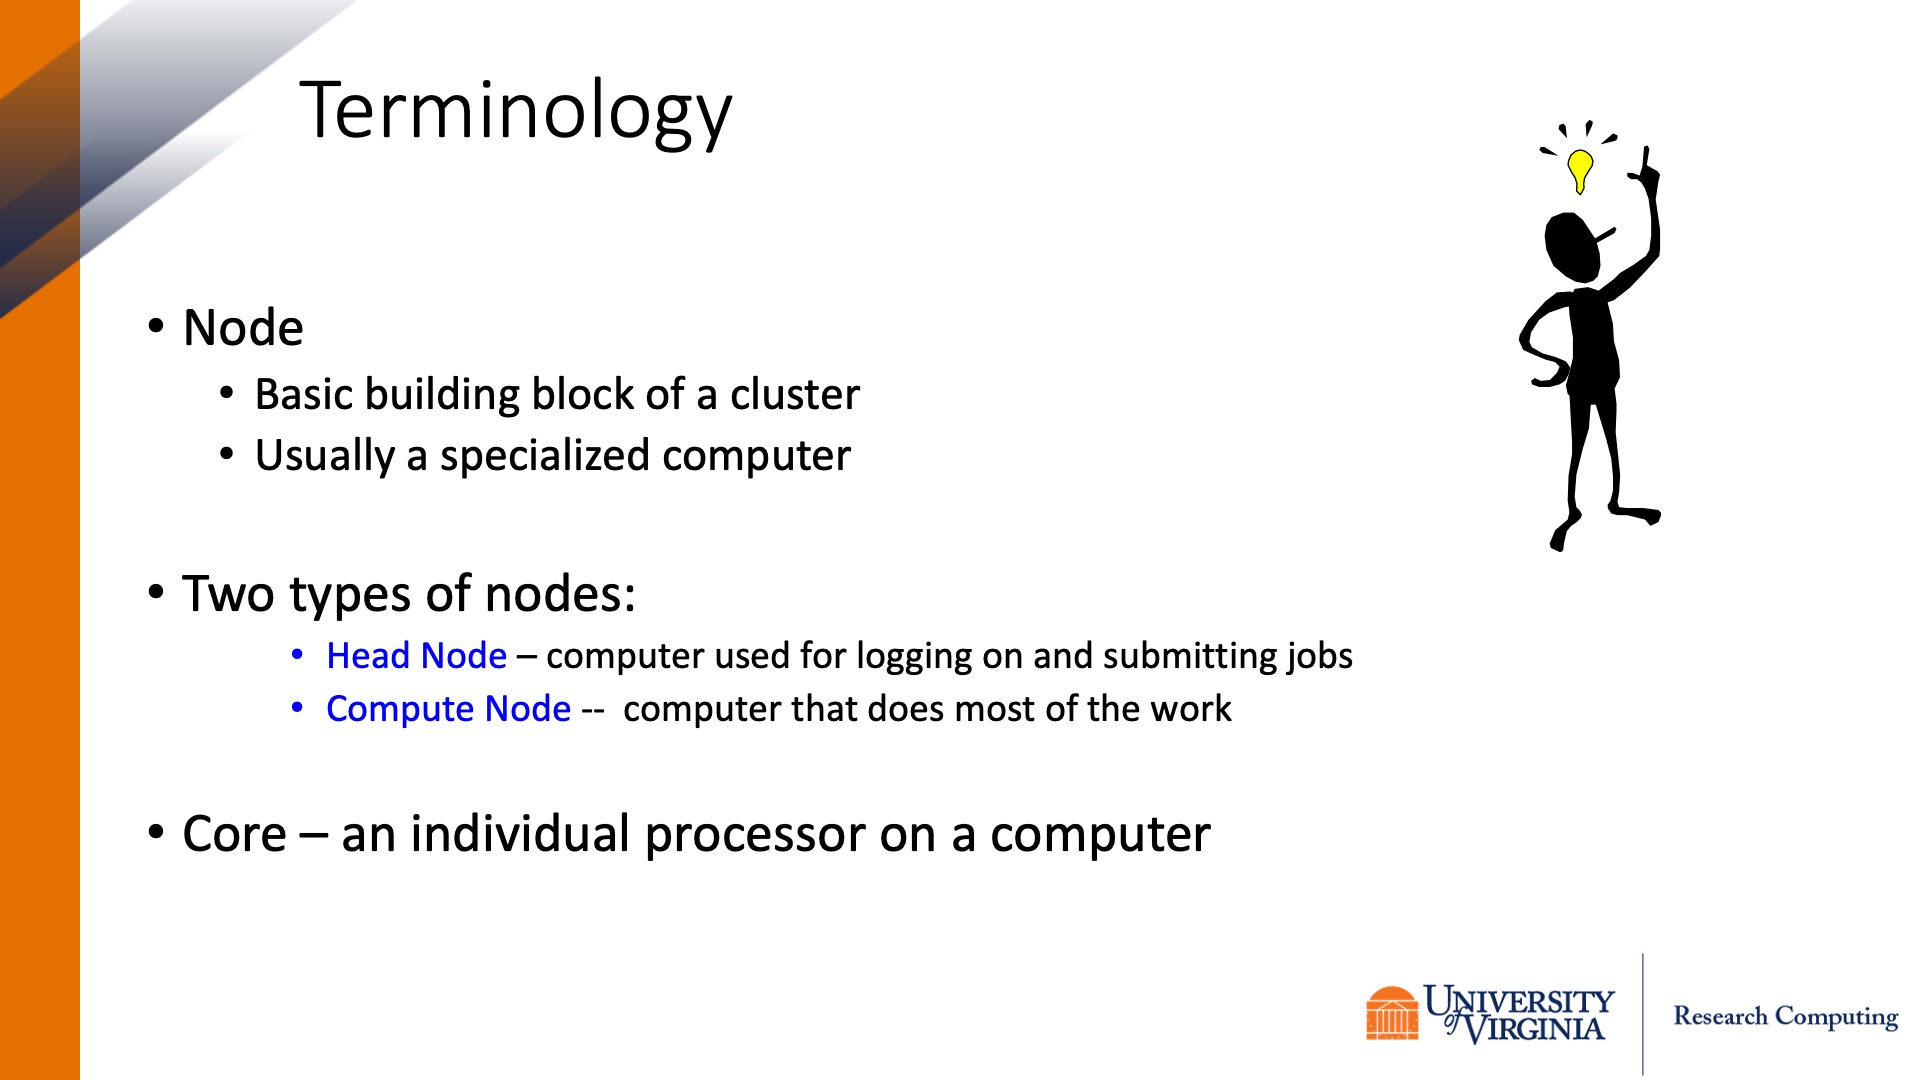 Terminology
• Node
• Basic building block of a cluster
• Usually a specialized computer
• Two types of nodes:
• Head Node – computer used for logging on and submitting jobs
• Compute Node --  computer that does most of the work
• Core – an individual processor on a computer
UNIVERSITY
of VIRGINIA
Research Computing